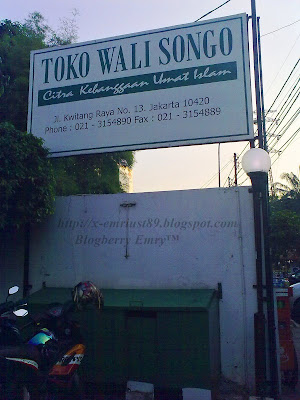 TOKO WALI SONGO
Citra Kebanggaan Umat Islam
Jl. Kwitang Raya No. 13. Jakarta 10420
Phone : 021 - 3154890 Fax : 021 - 3154889
http://x-emriust89.blogspot.com/
Blogberry Emry™